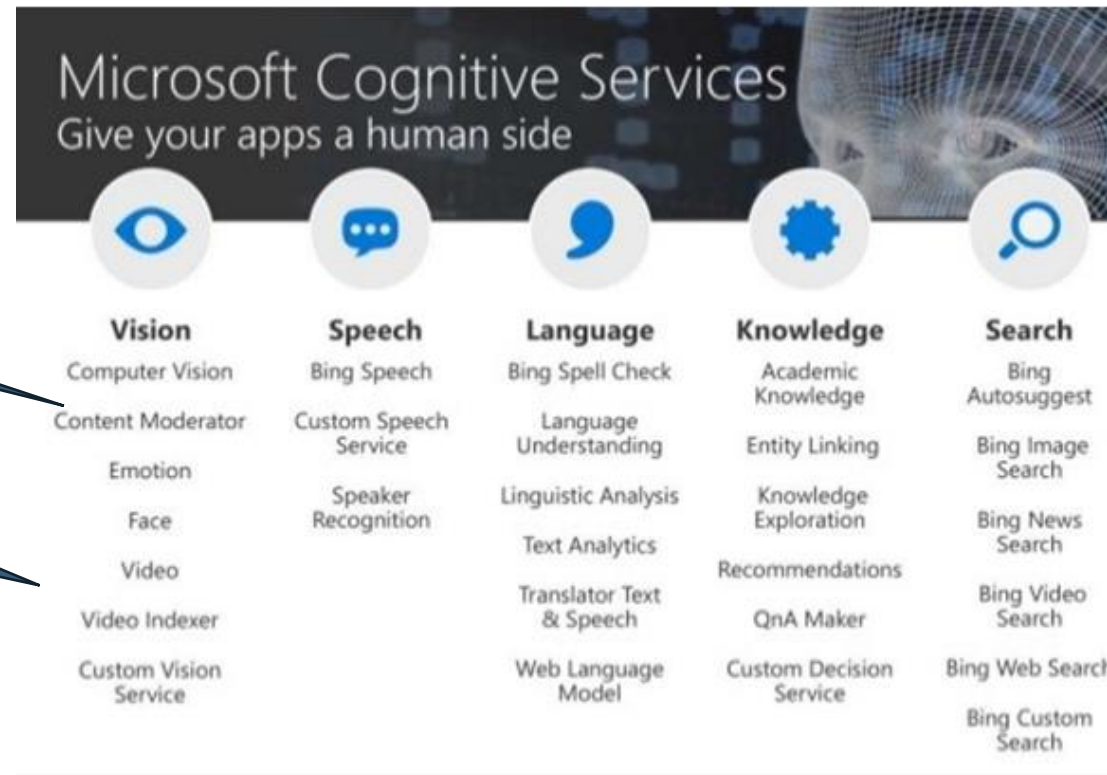 Microsoft Cognitive Services
Give your apps a human side
Vision
Computer Vision
Content Moderator
Emotion
Face
Video
Video Indexer
Custom Vision
Service
Speech
Bing Speech
Custom Speech
Service
Speaker
Recognition
Language
Bing Spell Check
Language
Understanding
Linguistic Analysis
Text Analytics
Translator Text
& Speech
Web Language
Model
Knowledge
Academic
Knowledge
Entity Linking
Knowledge
Exploration
Recommendations
QnA Maker
Custom Decision
Service
Search
Bing
Autosuggest
Bing Image
Search
Bing News
Search
Bing Video
Search
Bing Web Search
Bing Custom
Search